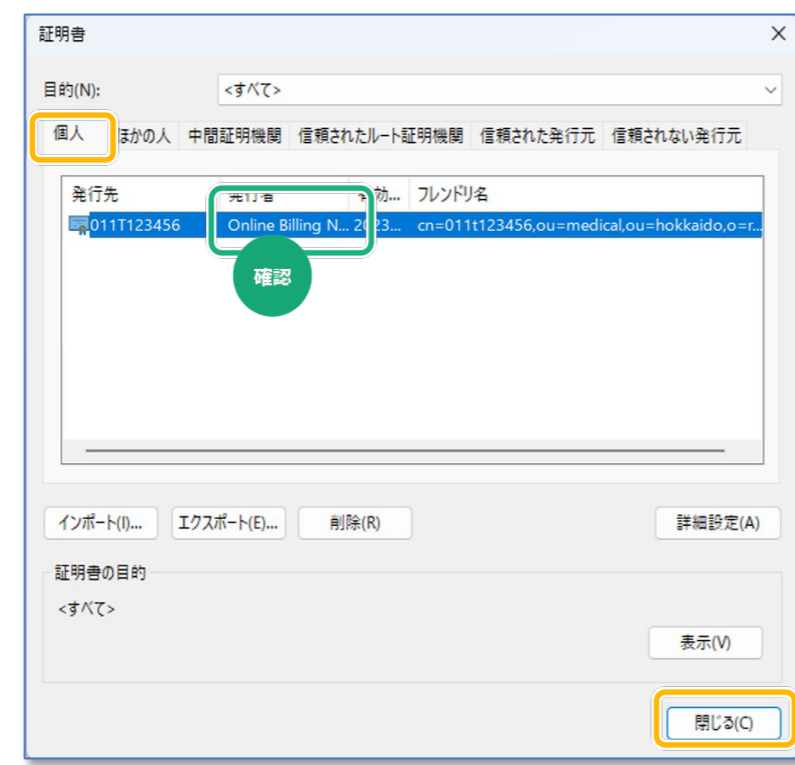 証明書
目的(N): <すべて>
個人 ほかの人 中間証明機関 信頼されたルート証明機関 信頼された発行元 信頼されない発行元
発行先 発行者 有効... フレンドリ名
011T123456 Online Billing N... 2023... cn=011t123456,ou=medical,ou=hokkaido,o=r...
確認
インポート(I)... エクスポート(E)... 削除(R) 詳細設定(A)
証明書の目的
<すべて>
表示(V)
閉じる(C)